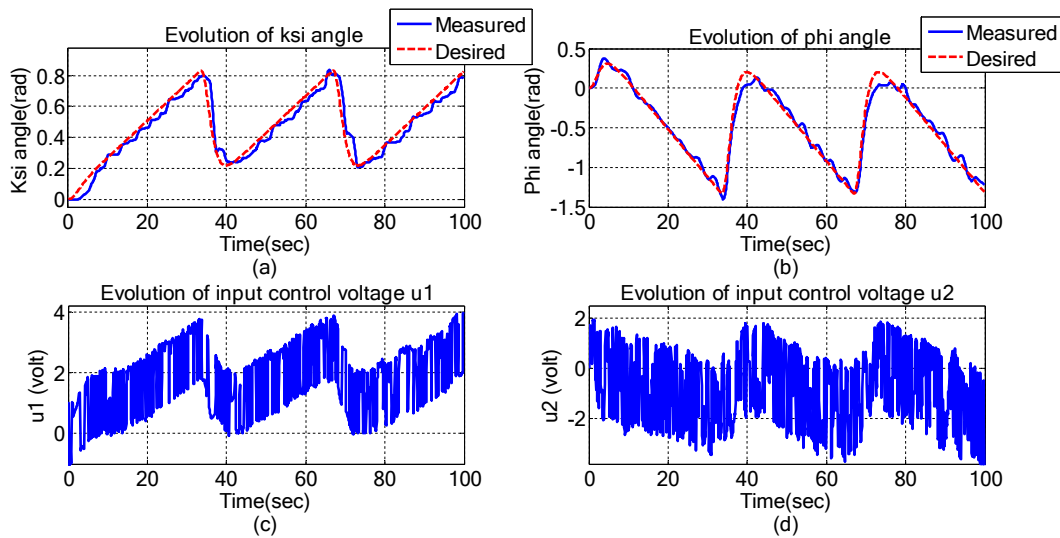 Evolution of ksi angle
Measured
Desired
Ksi angle(rad)
0.8
0.6
0.4
0.2
0
0 20 40 60 80 100
Time(sec)
(a)
Evolution of phi angle
Measured
Desired
Phi angle(rad)
0.5
0
-0.5
-1
-1.5
0 20 40 60 80 100
Time(sec)
(b)
Evolution of input control voltage u1
u1 (volt)
4
2
0
0 20 40 60 80 100
Time(sec)
(c)
Evolution of input control voltage u2
u2 (volt)
2
0
-2
0 20 40 60 80 100
Time(sec)
(d)